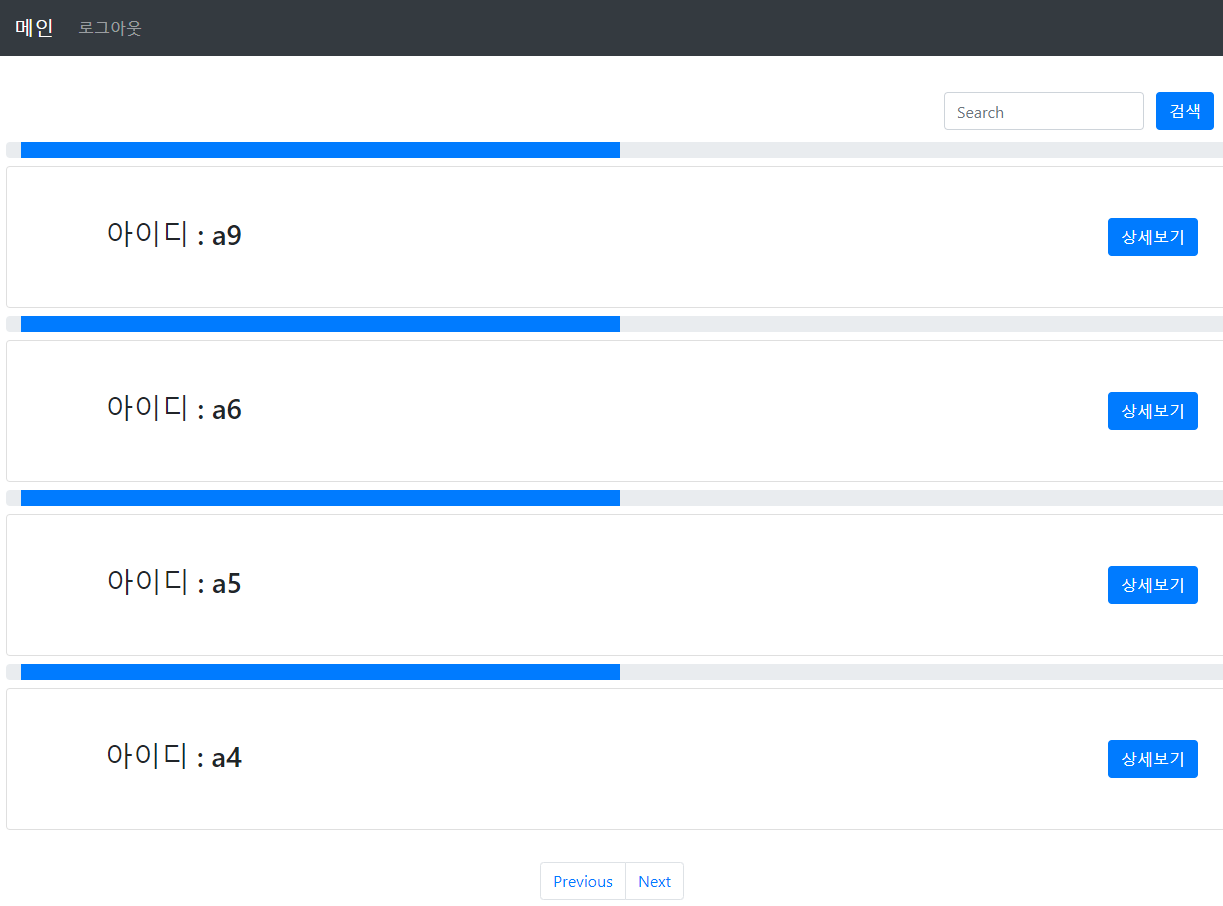 메인 로그아웃
Search 검색
아이디 : a9 상세보기
아이디 : a6 상세보기
아이디 : a5 상세보기
아이디 : a4 상세보기
Previous Next